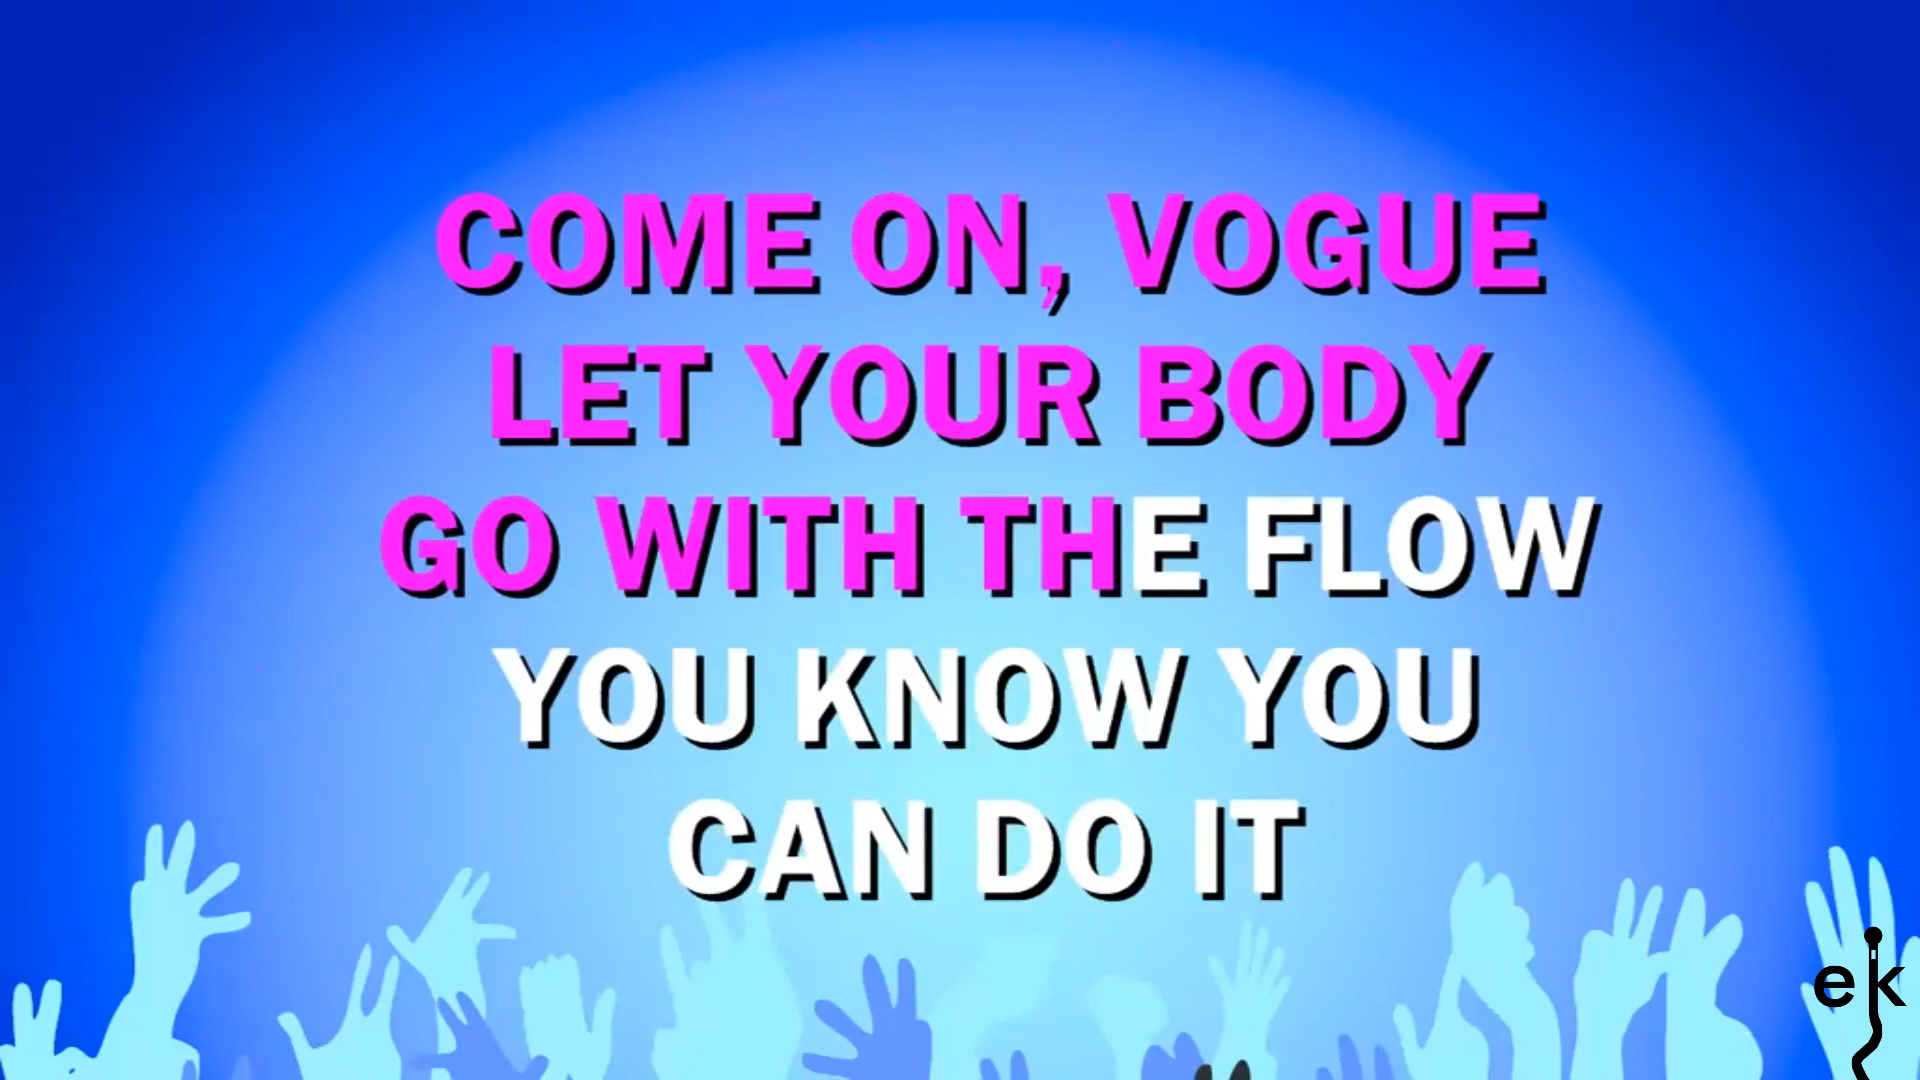 COME ON, VOGUE
LET YOUR BODY
GO WITH THE FLOW
YOU KNOW YOU
CAN DO IT
ek